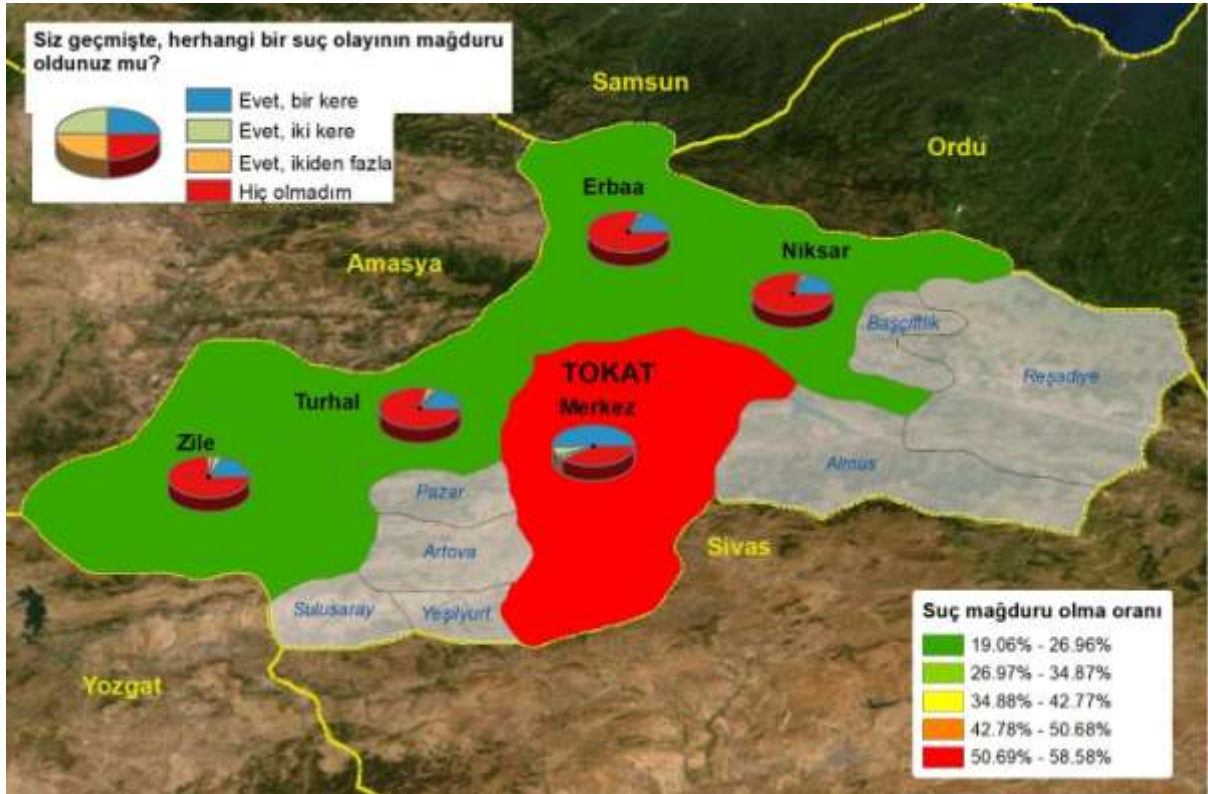 Siz geçmişte, herhangi bir suç olayının mağduru
oldunuz mu?
Evet, bir kere
Evet, iki kere
Evet, ikiden fazla
Hiç olmadım
Samsun
Ordu
Erbaa
Amasya
Niksar
Başçiftlik
TOKAT
Reşadiye
Turhal
Merkez
Zile
Almus
Pazar
Artova
Sivas
Sulusaray
Yeşilyurt
Yozgat
Suç mağduru olma oranı
19.06% - 26.96%
26.97% - 34.87%
34.88% - 42.77%
42.78% - 50.68%
50.69% - 58.58%